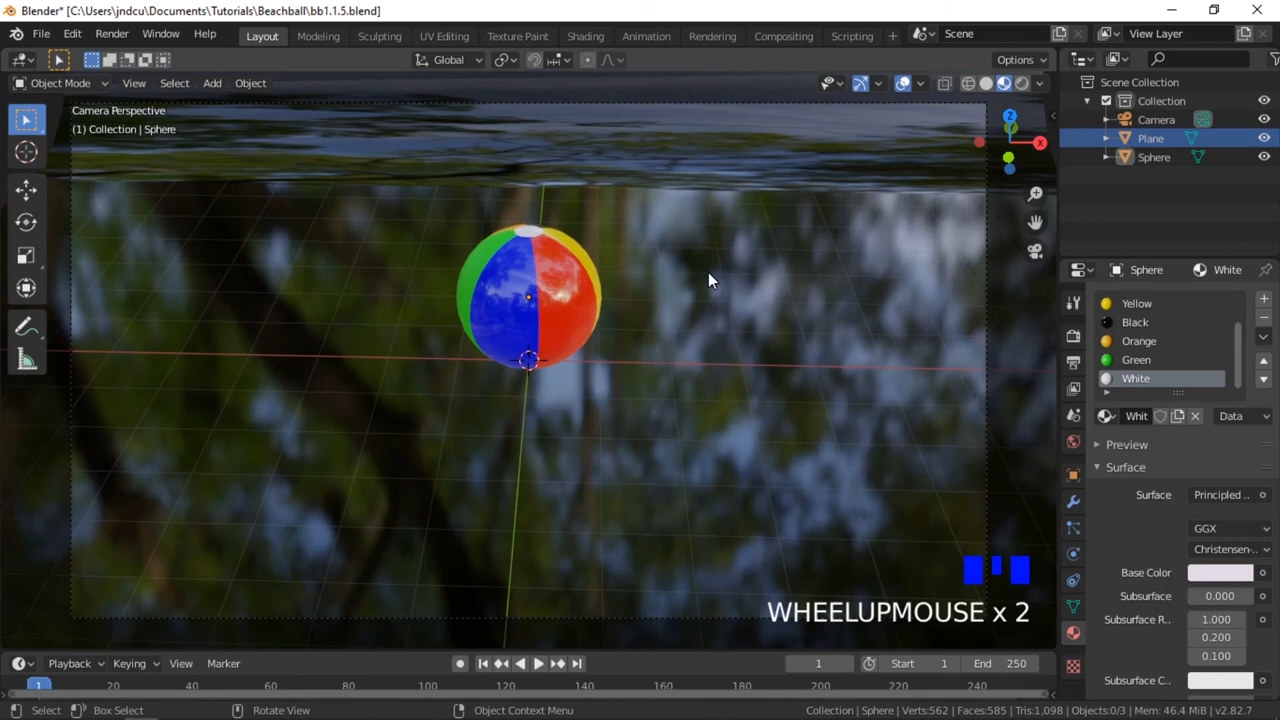 Blender* [C:\Users\jndcu\Documents\Tutorials\Beachball\bb1.1.5.blend]
File Edit Render Window Help Layout Modeling Sculpting UV Editing Texture Paint Shading Animation Rendering Compositing Scripting + Scene View Layer
Global Options
Object Mode View Select Add Object
Camera Perspective
(1) Collection | Sphere
Z
X
Scene Collection
Collection
Camera
Plane
Sphere
Sphere White
Yellow
Black
Orange
Green
White
Whit Data
Preview
Surface
Surface Principled ..
GGX
Christensen-..
Base Color
Subsurface 0.000
Subsurface R.. 1.000
0.200
0.100
Subsurface C..
WHEELUPMOUSE x 2
Playback Keying View Marker 1 Start 1 End 250
1 20 40 60 80 100 120 140 160 180 200 220 240
Select Box Select Rotate View Object Context Menu Collection | Sphere | Verts:562 | Faces:585 | Tris:1,098 | Objects:0/3 | Mem: 46.4 MiB | v2.82.7